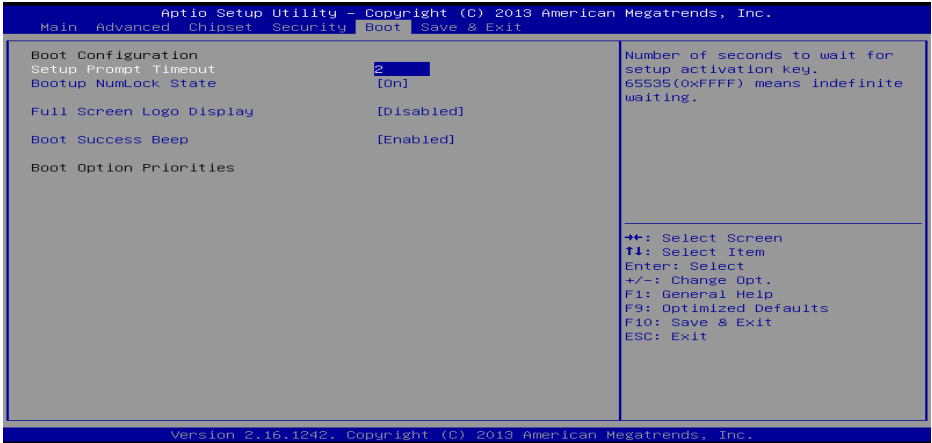 Aptio Setup Utility – Copyright (C) 2013 American Megatrends, Inc.
Main Advanced Chipset Security Boot Save & Exit
Boot Configuration
Setup Prompt Timeout 2
Bootup NumLock State [On]
Full Screen Logo Display [Disabled]
Boot Success Beep [Enabled]
Boot Option Priorities
Number of seconds to wait for
setup activation key.
65535(0xFFFF) means indefinite
waiting.
→←: Select Screen
↑↓: Select Item
Enter: Select
+/-: Change Opt.
F1: General Help
F9: Optimized Defaults
F10: Save & Exit
ESC: Exit
Version 2.16.1242. Copyright (C) 2013 American Megatrends, Inc.